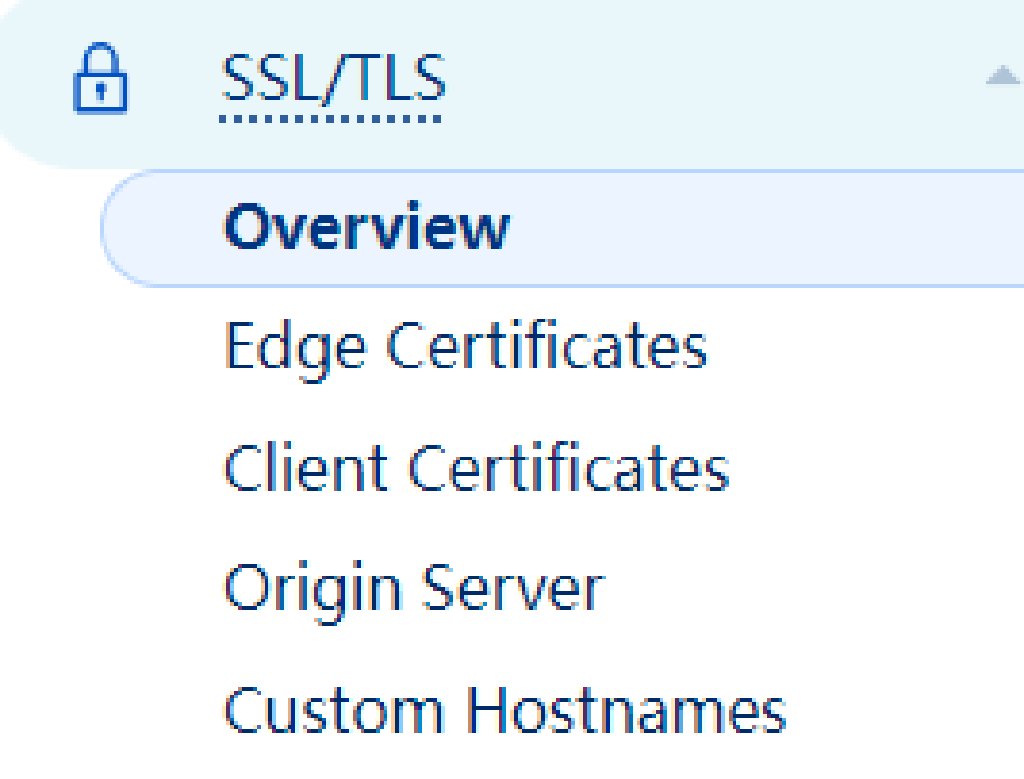 SSL/TLS
Overview
Edge Certificates
Client Certificates
Origin Server
Custom Hostnames